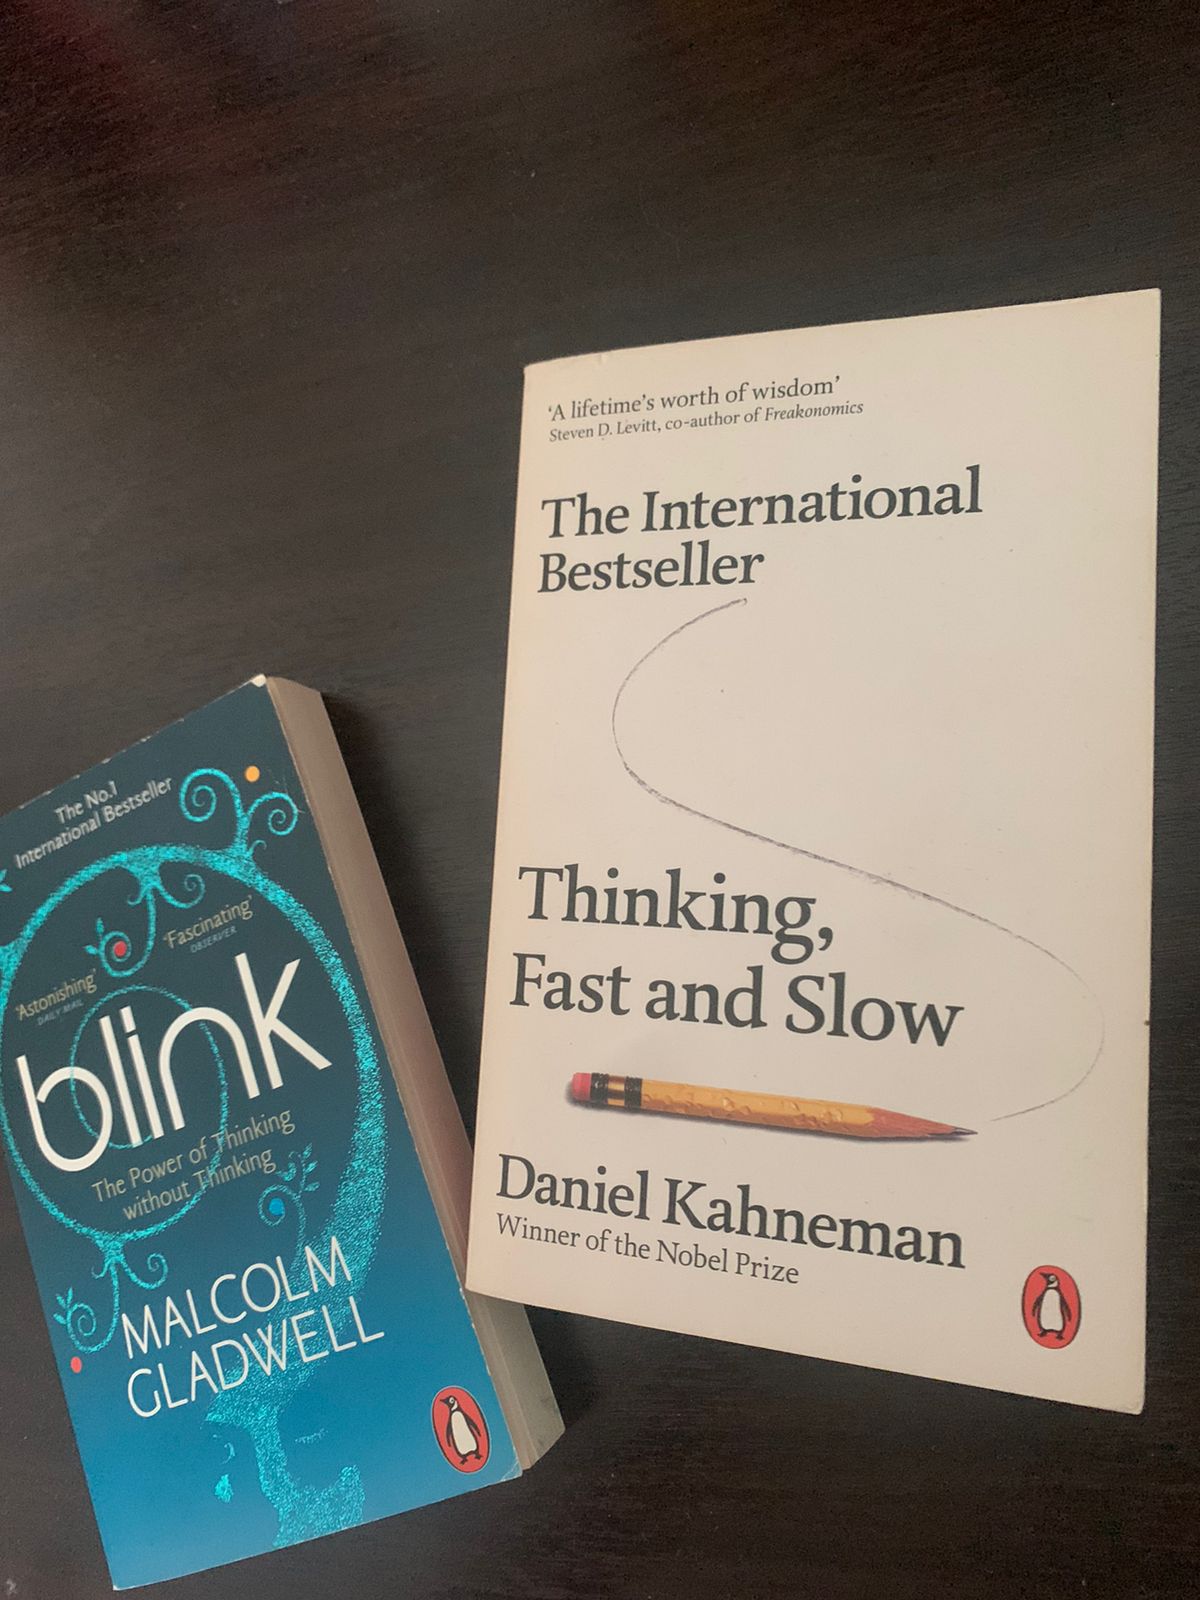 The No.1
International Bestseller
'Fascinating'
OBSERVER
'Astonishing'
DAILY MAIL
blink
The Power of Thinking
without Thinking
MALCOLM
GLADWELL
'A lifetime's worth of wisdom'
Steven D. Levitt, co-author of Freakonomics
The International
Bestseller
Thinking,
Fast and Slow
Daniel Kahneman
Winner of the Nobel Prize